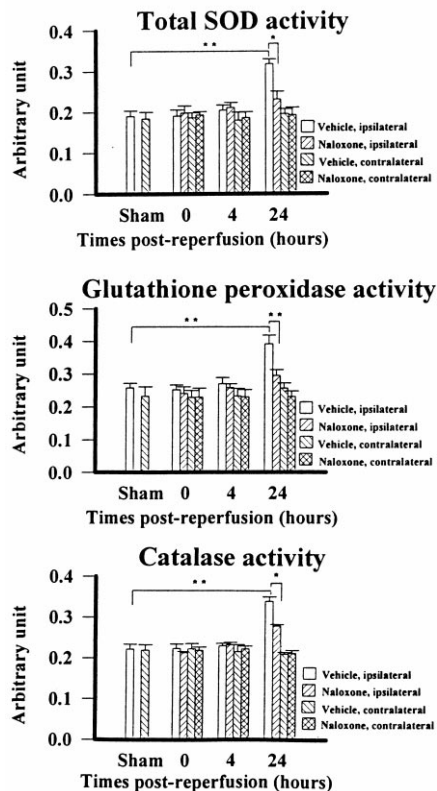 Total SOD activity
**
*
0.4
0.3
0.2
0.1
0.0
Arbitrary unit
Vehicle, ipsilateral
Naloxone, ipsilateral
Vehicle, contralateral
Naloxone, contralateral
Sham 0 4 24
Times post-reperfusion (hours)
Glutathione peroxidase activity
**
**
0.5
0.4
0.3
0.2
0.1
0.0
Arbitrary unit
Vehicle, ipsilateral
Naloxone, ipsilateral
Vehicle, contralateral
Naloxone, contralateral
Sham 0 4 24
Times post-reperfusion (hours)
Catalase activity
**
*
0.4
0.3
0.2
0.1
0.0
Arbitrary unit
Vehicle, ipsilateral
Naloxone, ipsilateral
Vehicle, contralateral
Naloxone, contralateral
Sham 0 4 24
Times post-reperfusion (hours)